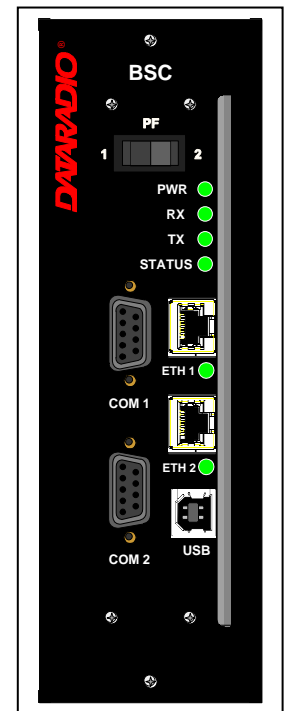 DATARADIO®
BSC
PF
1 2
PWR
RX
TX
STATUS
ETH 1
COM 1
ETH 2
USB
COM 2